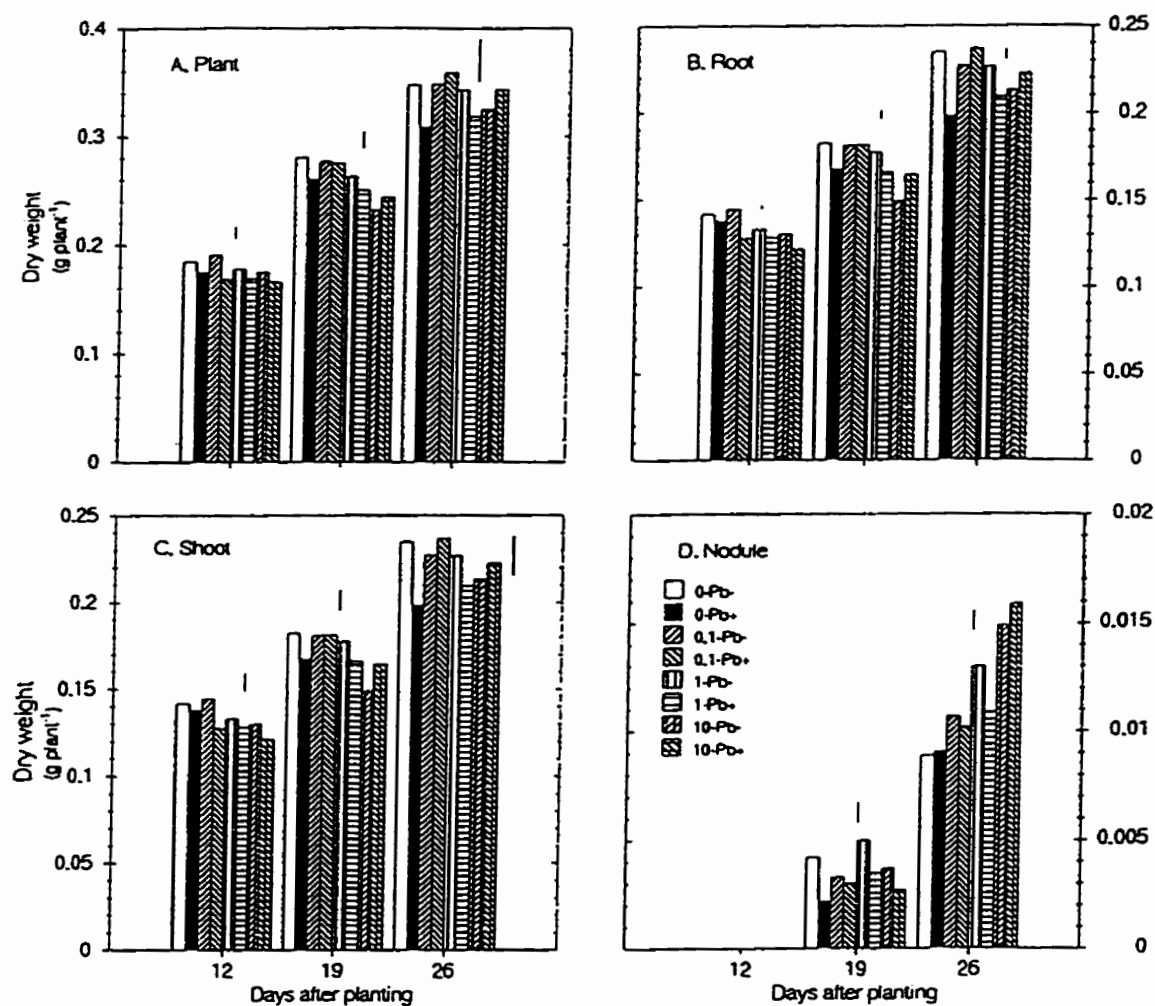 A. Plant
0.4
0.3
0.2
0.1
0
Dry weight
(g plant⁻¹)
B. Root
0.25
0.2
0.15
0.1
0.05
0
C. Shoot
0.25
0.2
0.15
0.1
0.05
0
Dry weight
(g plant⁻¹)
12
19
26
Days after planting
D. Nodule
0-Pb-
0-Pb+
0.1-Pb-
0.1-Pb+
1-Pb-
1-Pb+
10-Pb-
10-Pb+
0.02
0.015
0.01
0.005
0
12
19
26
Days after planting